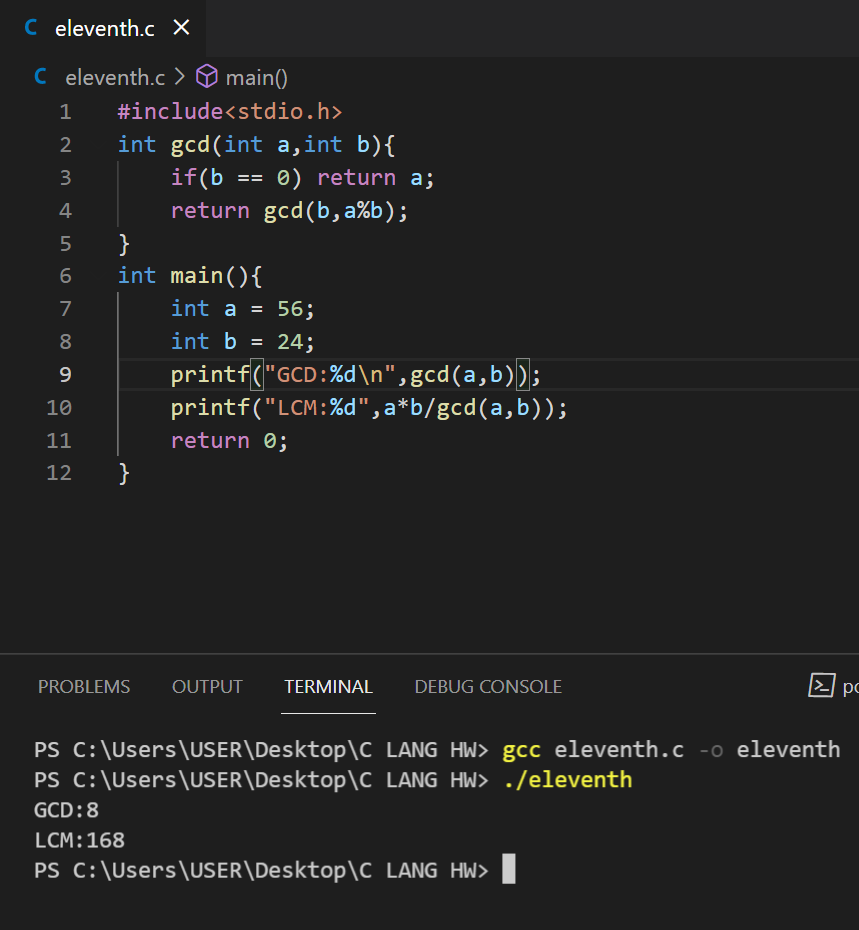 C eleventh.c ×
C eleventh.c > main()
1 #include<stdio.h>
2 int gcd(int a,int b){
3     if(b == 0) return a;
4     return gcd(b,a%b);
5 }
6 int main(){
7     int a = 56;
8     int b = 24;
9     printf("GCD:%d\n",gcd(a,b));
10     printf("LCM:%d",a*b/gcd(a,b));
11     return 0;
12 }
PROBLEMS OUTPUT TERMINAL DEBUG CONSOLE po
PS C:\Users\USER\Desktop\C LANG HW> gcc eleventh.c -o eleventh
PS C:\Users\USER\Desktop\C LANG HW> ./eleventh
GCD:8
LCM:168
PS C:\Users\USER\Desktop\C LANG HW>